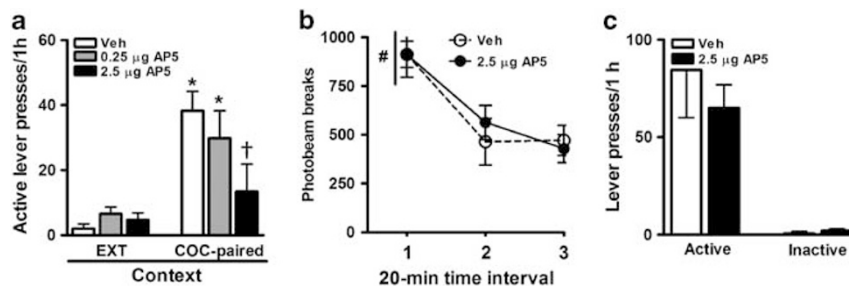 a
Active lever presses/1h
60
40
20
0
Veh
0.25 µg AP5
2.5 µg AP5
*
*
†
EXT
COC-paired
Context
b
Photobeam breaks
1000
750
500
250
0
#
Veh
2.5 µg AP5
1
2
3
20-min time interval
c
Lever presses/1 h
100
50
0
Veh
2.5 µg AP5
Active
Inactive